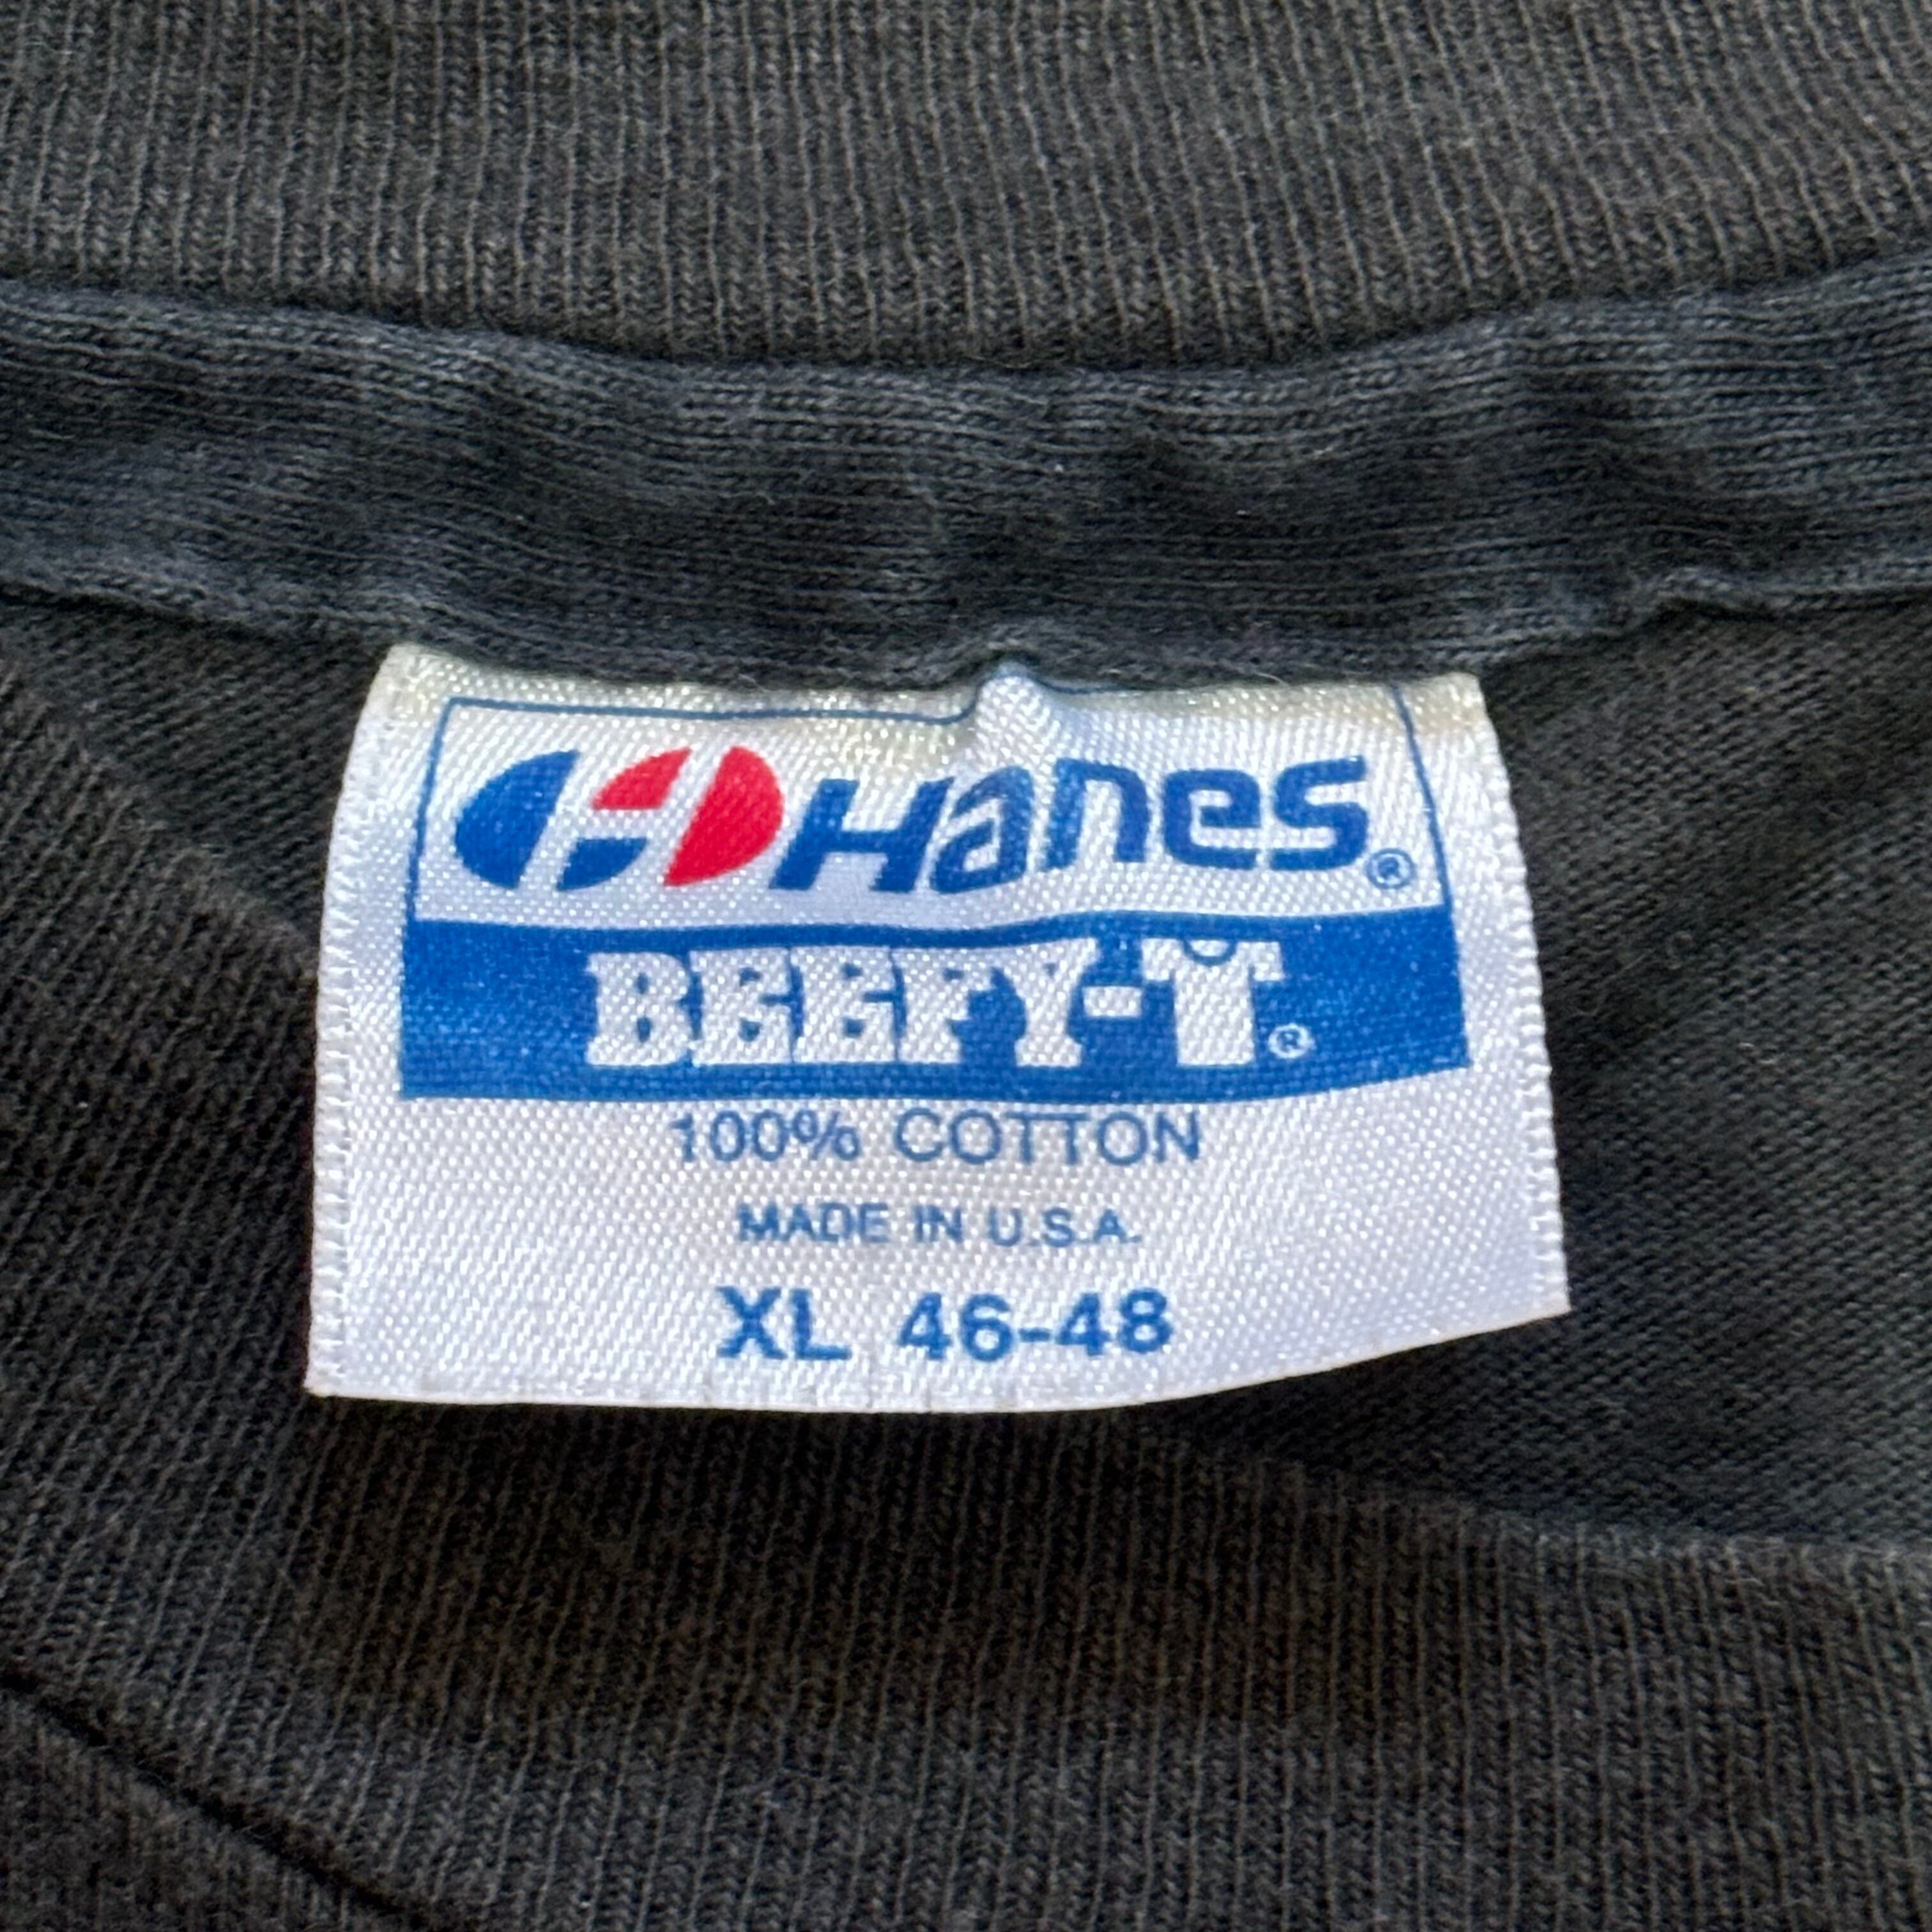 Hanes®
BEEFY-T®
100% COTTON
MADE IN U.S.A.
XL 46-48